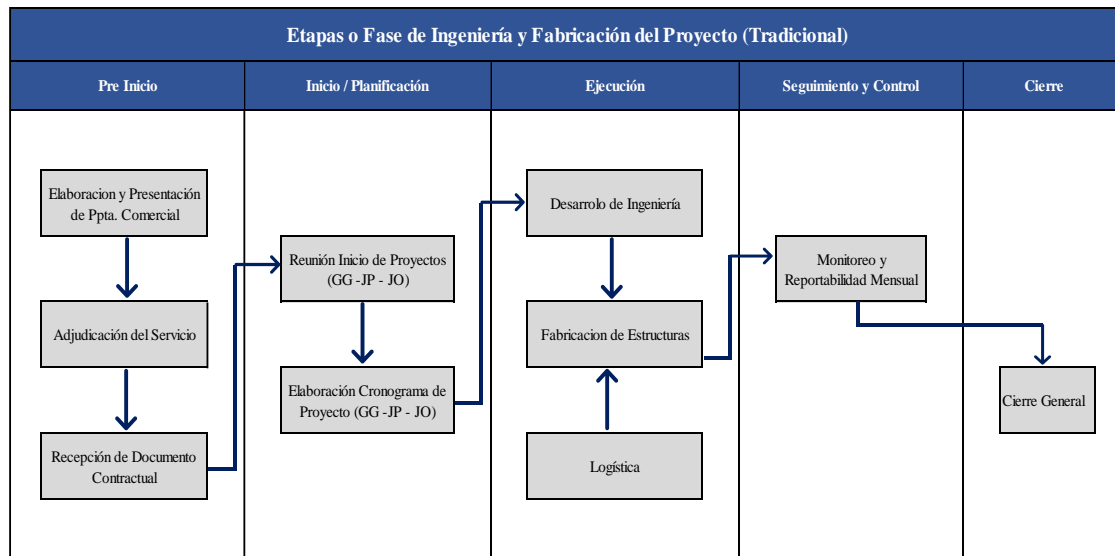 Etapas o Fase de Ingeniería y Fabricación del Proyecto (Tradicional)
Pre Inicio
Inicio / Planificación
Ejecución
Seguimiento y Control
Cierre
Elaboracion y Presentación
de Ppta. Comercial
Adjudicación del Servicio
Recepción de Documento
Contractual
Reunión Inicio de Proyectos
(GG -JP - JO)
Elaboración Cronograma de
Proyecto (GG -JP - JO)
Desarrolo de Ingeniería
Fabricacion de Estructuras
Logística
Monitoreo y
Reportabilidad Mensual
Cierre General